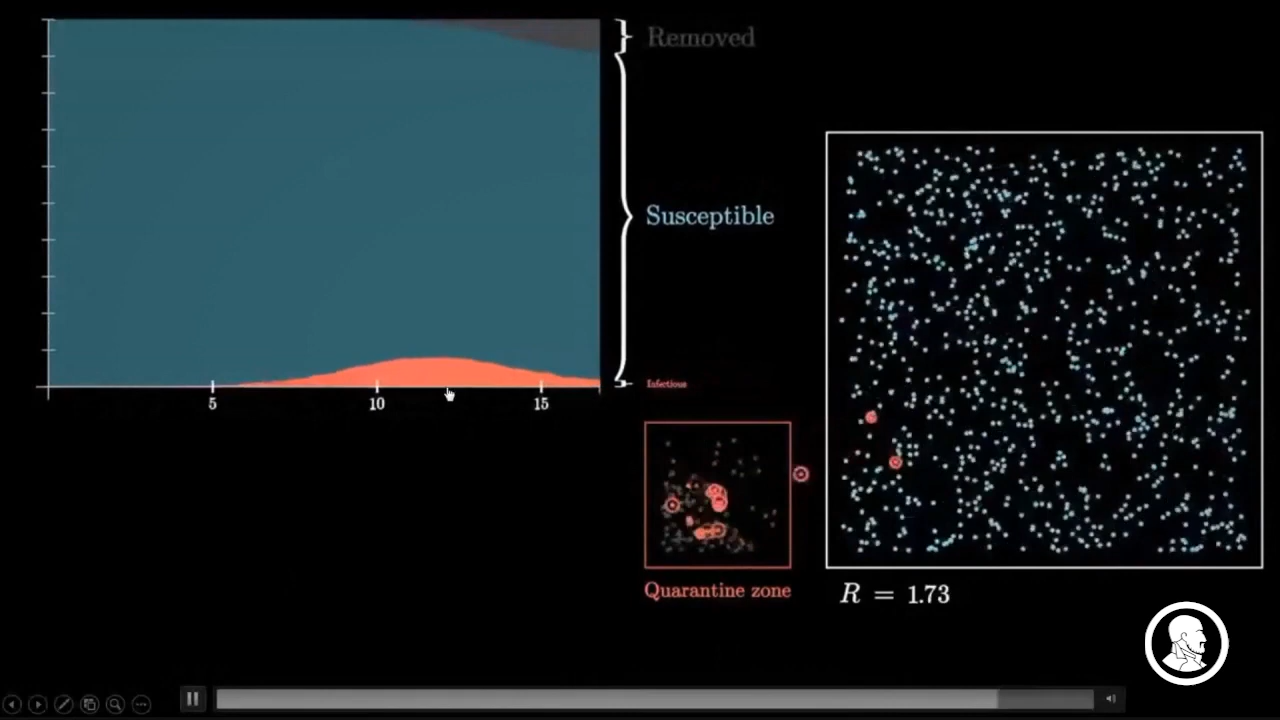 Removed
Susceptible
Infectious
5
10
15
Quarantine zone
R = 1.73